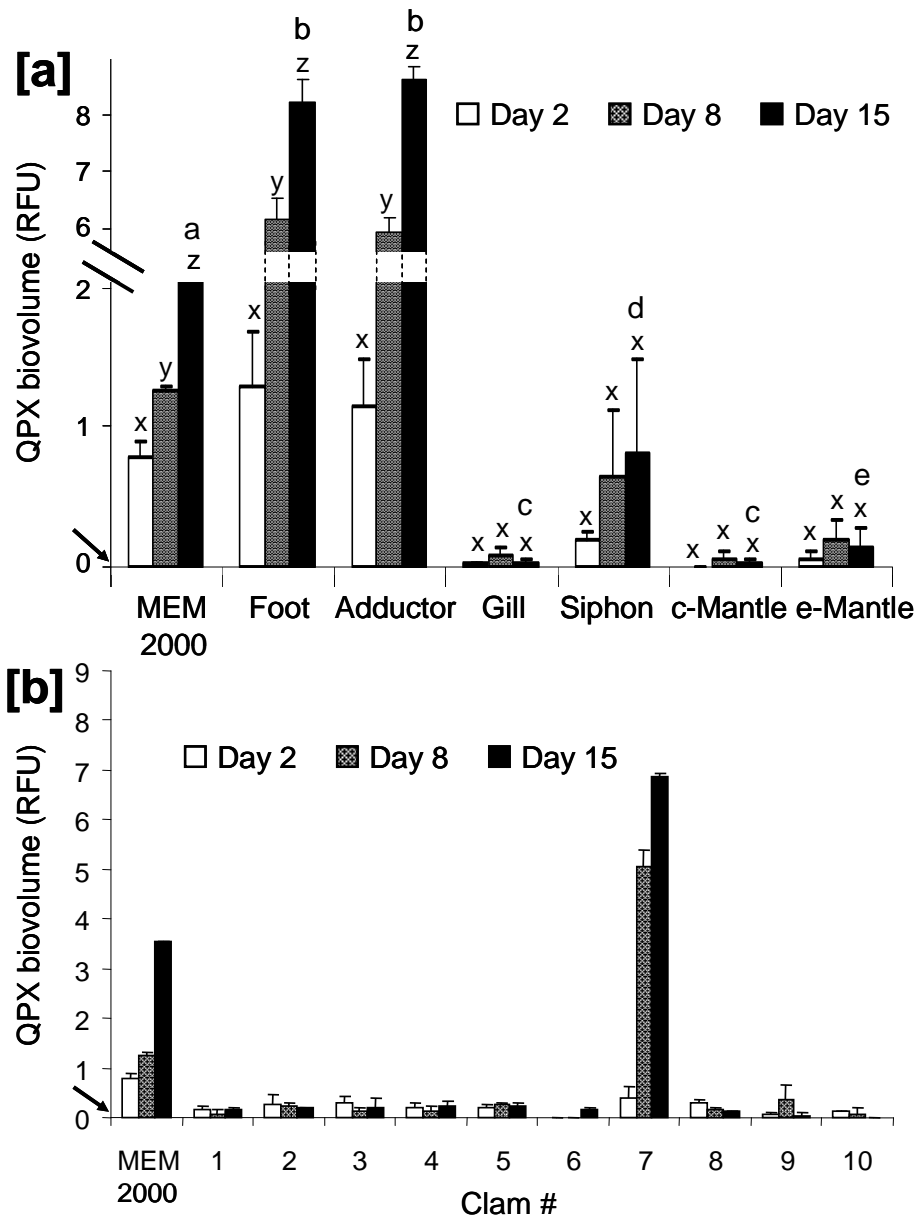 [a]
QPX biovolume (RFU)
8
7
6
2
1
0
Day 2 Day 8 Day 15
x y z a
x y z b
x y z b
x x x c
x x x d
x x x c
x x x e
MEM 2000 Foot Adductor Gill Siphon c-Mantle e-Mantle
[b]
QPX biovolume (RFU)
9
8
7
6
5
4
3
2
1
0
Day 2 Day 8 Day 15
MEM 2000 1 2 3 4 5 6 7 8 9 10
Clam #